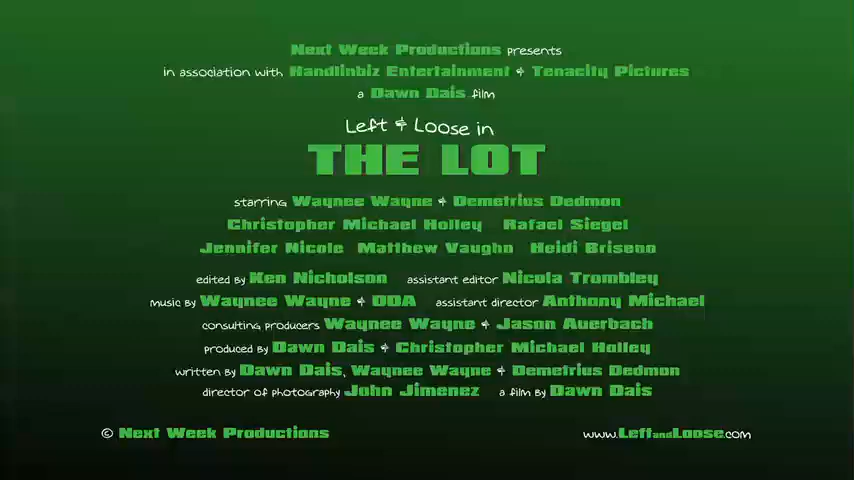 Next Week Productions presents
in association with Handlinbiz Entertainment & Tenacity Pictures
a Dawn Dais film
Left & Loose in
THE LOT
starring Waynee Wayne & Demetrius Dedmon
Christopher Michael Holley Rafael Siegel
Jennifer Nicole Matthew Vaughn Heidi Briseno
edited by Ken Nicholson assistant editor Nicola Trombley
music by Waynee Wayne & DDA assistant director Anthony Michael
consulting producers Waynee Wayne & Jason Auerbach
produced by Dawn Dais & Christopher Michael Holley
written by Dawn Dais, Waynee Wayne & Demetrius Dedmon
director of photography John Jimenez a film by Dawn Dais
© Next Week Productions www.LeftandLoose.com